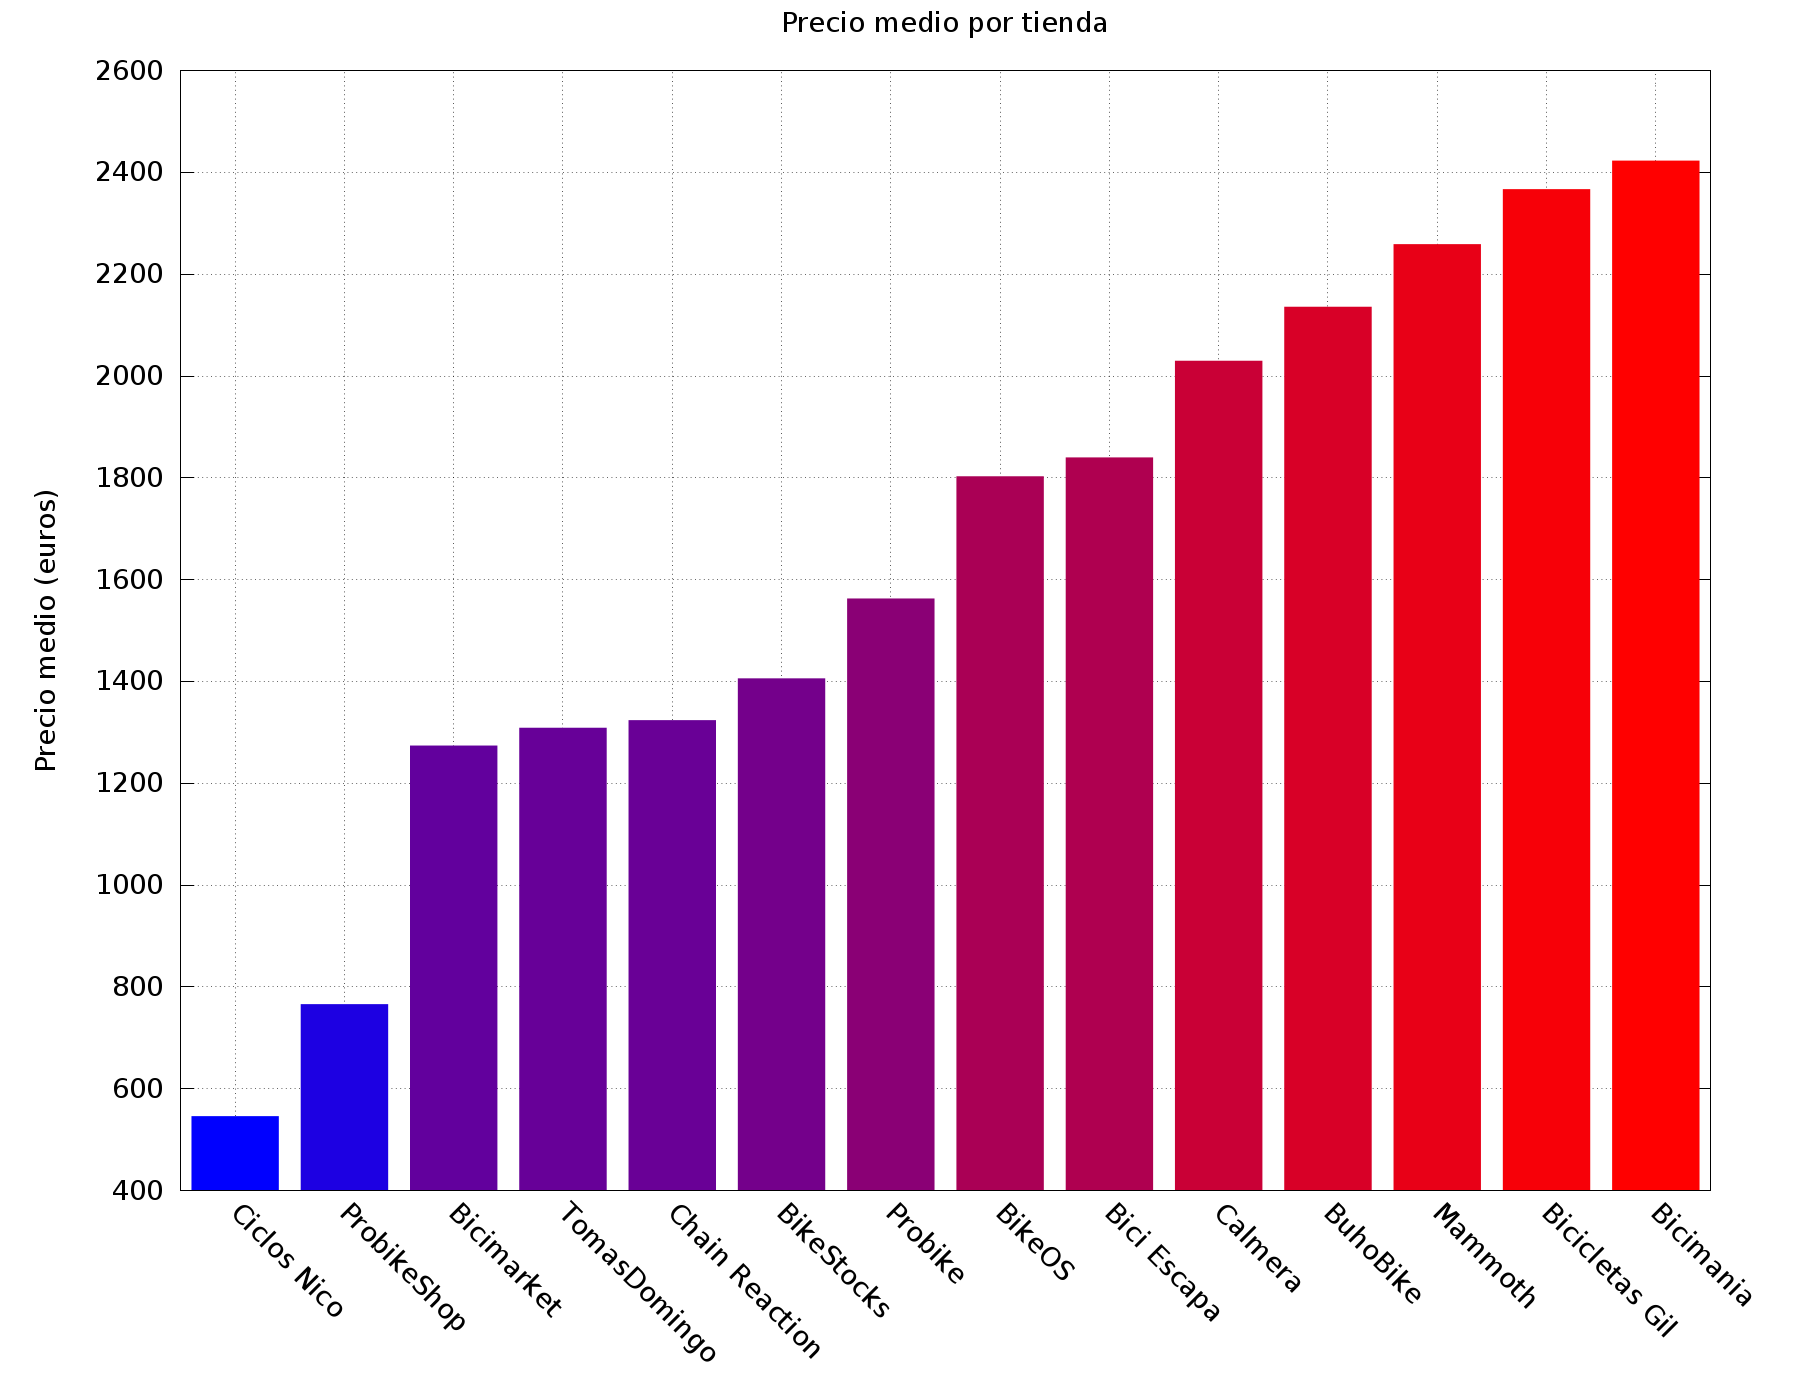 Precio medio por tienda
2600
2400
2200
2000
1800
1600
1400
1200
1000
800
600
400
Precio medio (euros)
Ciclos Nico
ProbikeShop
Bicimarket
TomasDomingo
Chain Reaction
BikeStocks
Probike
BikeOS
Bici Escapa
Calmera
BuhoBike
Mammoth
Bicicletas Gil
Bicimania